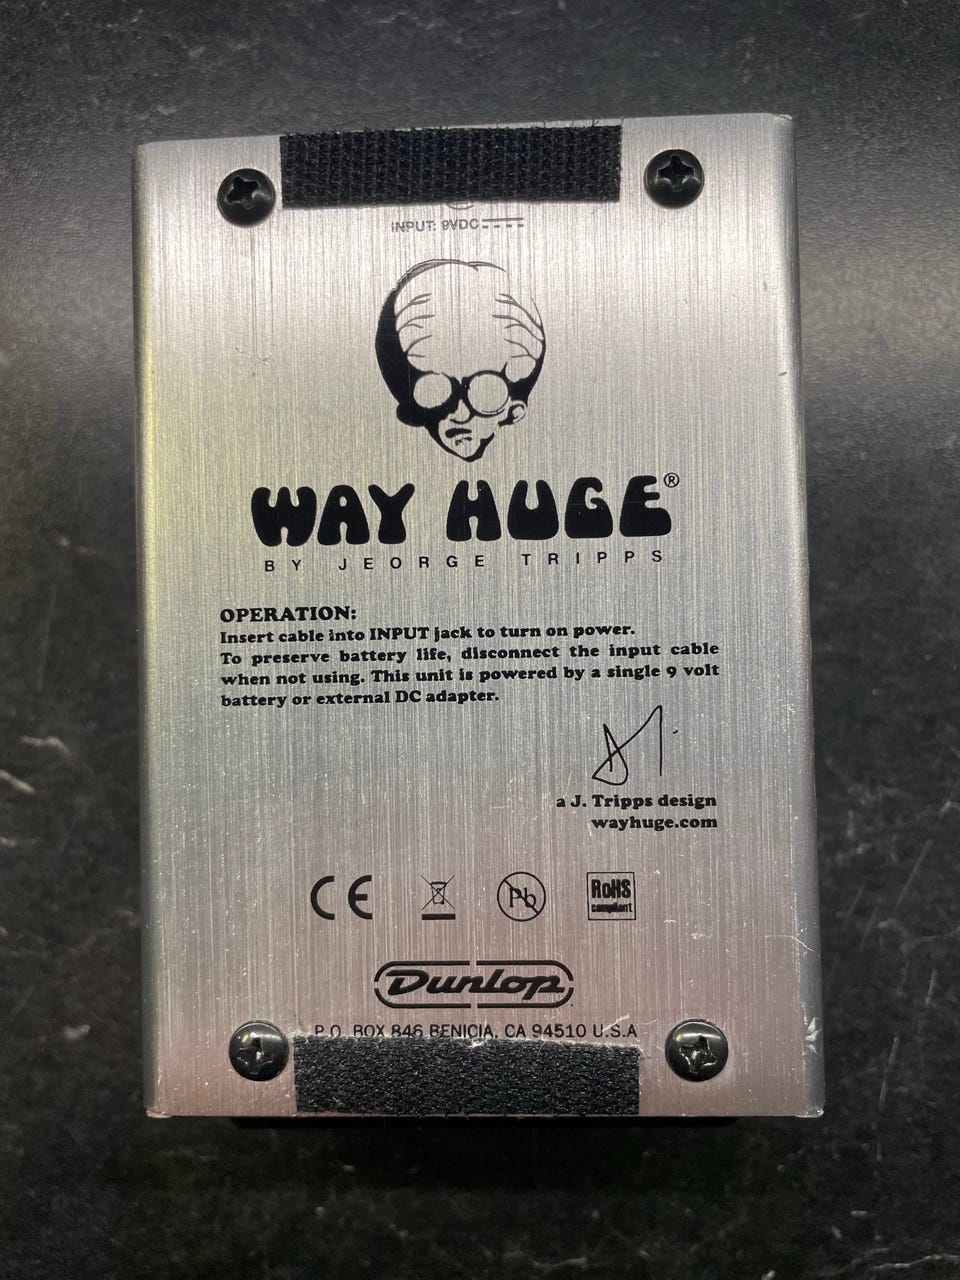 INPUT: 9VDC
WAY HUGE®
BY JEORGE TRIPPS
OPERATION:
Insert cable into INPUT jack to turn on power.
To preserve battery life, disconnect the input cable
when not using. This unit is powered by a single 9 volt
battery or external DC adapter.
a J. Tripps design
wayhuge.com
CE Pb RoHS
compliant
Dunlop
P.O. BOX 846 BENICIA, CA 94510 U.S.A